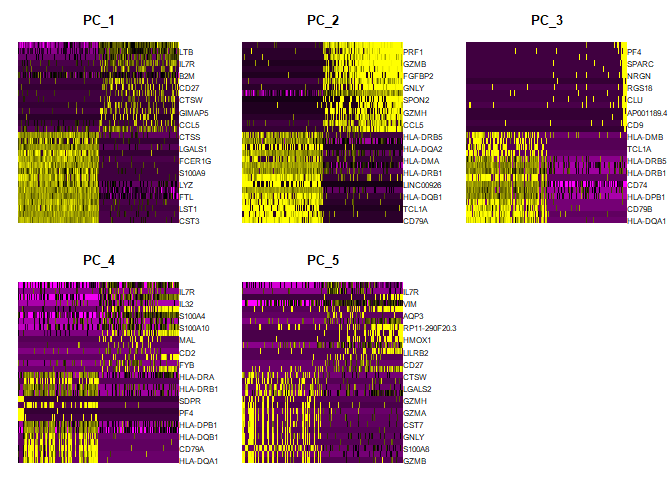 PC_1
LTB
IL7R
B2M
CD27
CTSW
GIMAP5
CCL5
CTSS
LGALS1
FCER1G
S100A9
LYZ
FTL
LST1
CST3
PC_2
PRF1
GZMB
FGFBP2
GNLY
SPON2
GZMH
CCL5
HLA-DRB5
HLA-DQA2
HLA-DMA
HLA-DRB1
LINC00926
HLA-DQB1
TCL1A
CD79A
PC_3
PF4
SPARC
NRGN
RGS18
CLU
AP001189.4
CD9
HLA-DMB
TCL1A
HLA-DRB5
HLA-DRB1
CD74
HLA-DPB1
CD79B
HLA-DQA1
PC_4
IL7R
IL32
S100A4
S100A10
MAL
CD2
FYB
HLA-DRA
HLA-DRB1
SDPR
PF4
HLA-DPB1
HLA-DQB1
CD79A
HLA-DQA1
PC_5
IL7R
VIM
AQP3
RP11-290F20.3
HMOX1
LILRB2
CD27
CTSW
LGALS2
GZMH
GZMA
CST7
GNLY
S100A8
GZMB